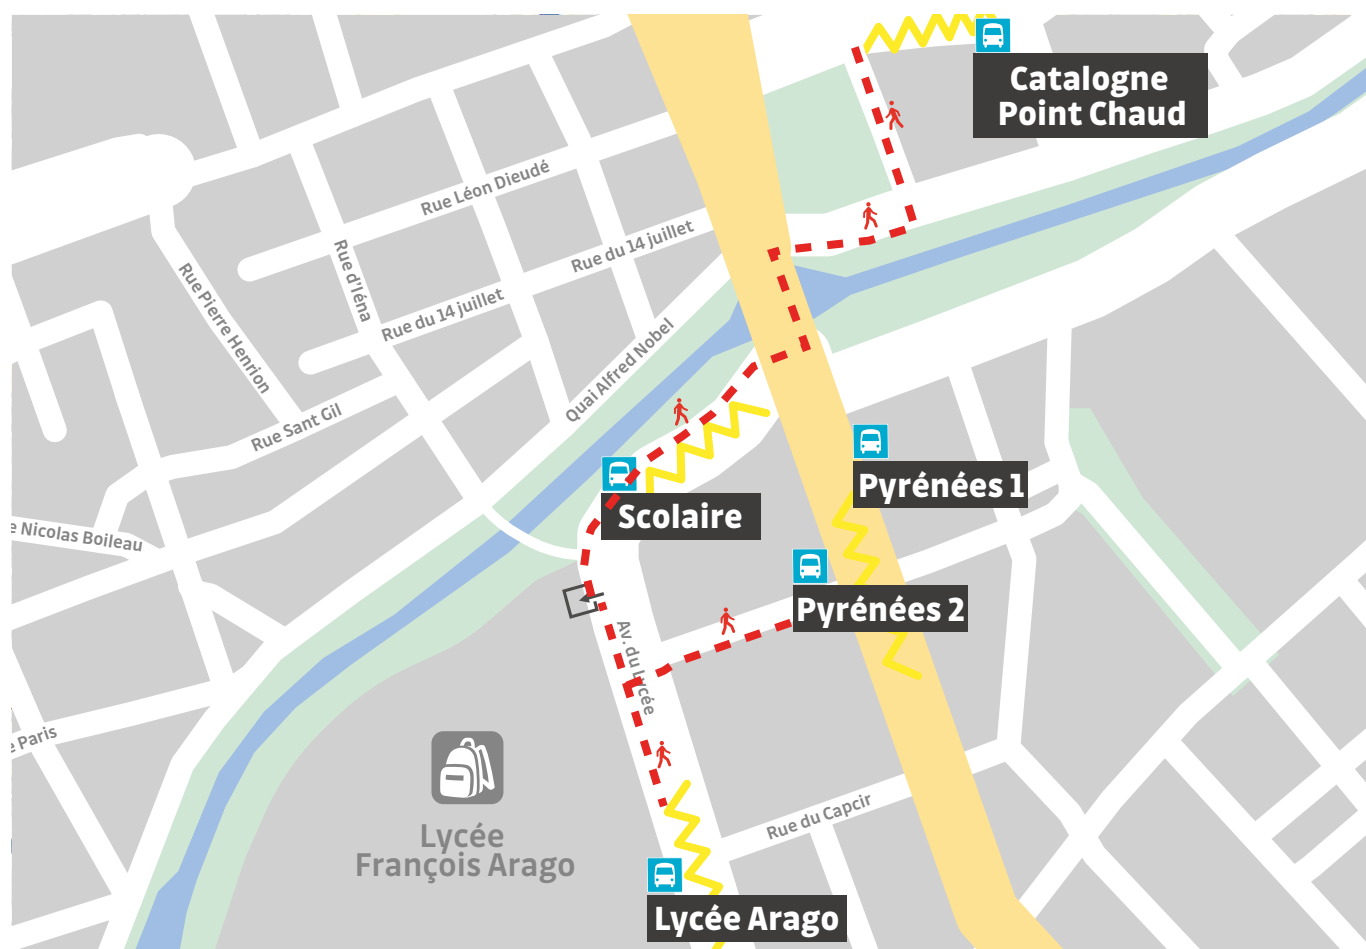 Catalogne
Point Chaud
Rue Léon Dieudé
Rue du 14 juillet
Rue d'Iéna
Rue Pierre Henrion
Rue du 14 juillet
Quai Alfred Nobel
Rue Sant Gil
Pyrénées 1
Scolaire
e Nicolas Boileau
Pyrénées 2
Av. du Lycée
e Paris
Rue du Capcir
Lycée
François Arago
Lycée Arago